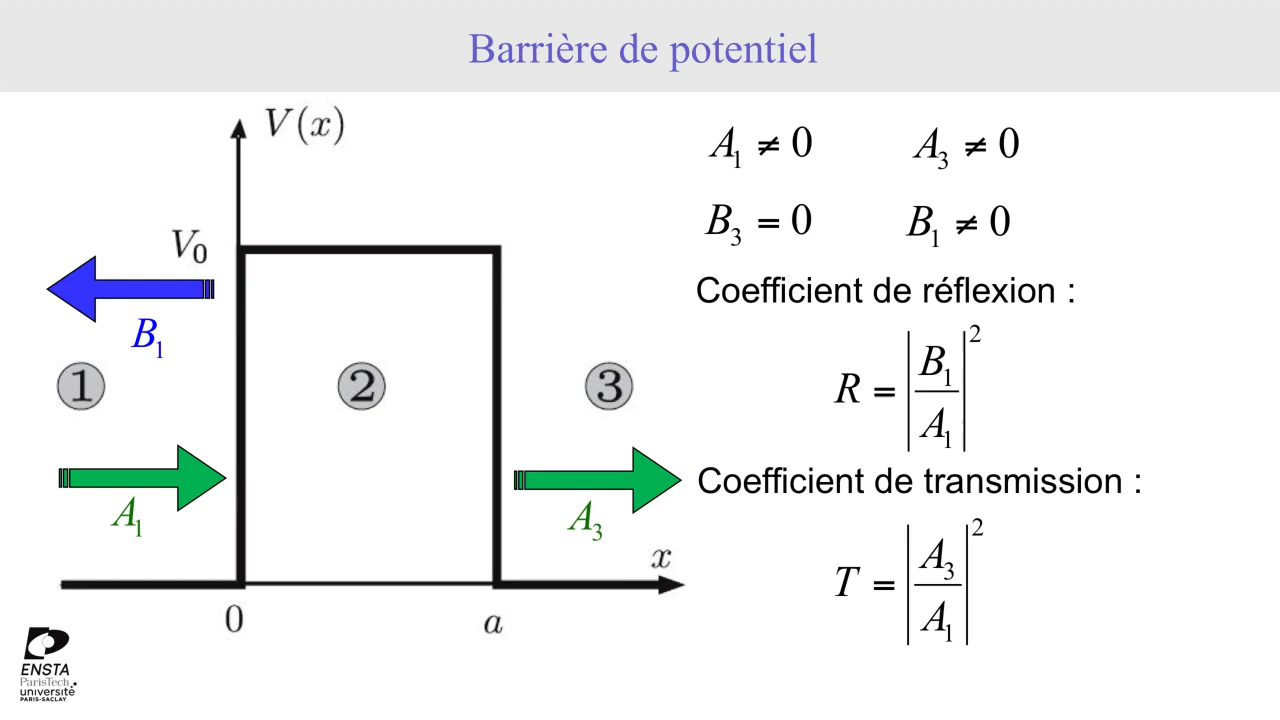 Barrière de potentiel
V(x)
V₀
B₁
1
2
3
A₁
A₃
x
0
a
A₁ ≠ 0 A₃ ≠ 0
B₃ = 0 B₁ ≠ 0
Coefficient de réflexion :
R = |B₁/A₁|²
Coefficient de transmission :
T = |A₃/A₁|²
ENSTA
ParisTech
université
PARIS-SACLAY